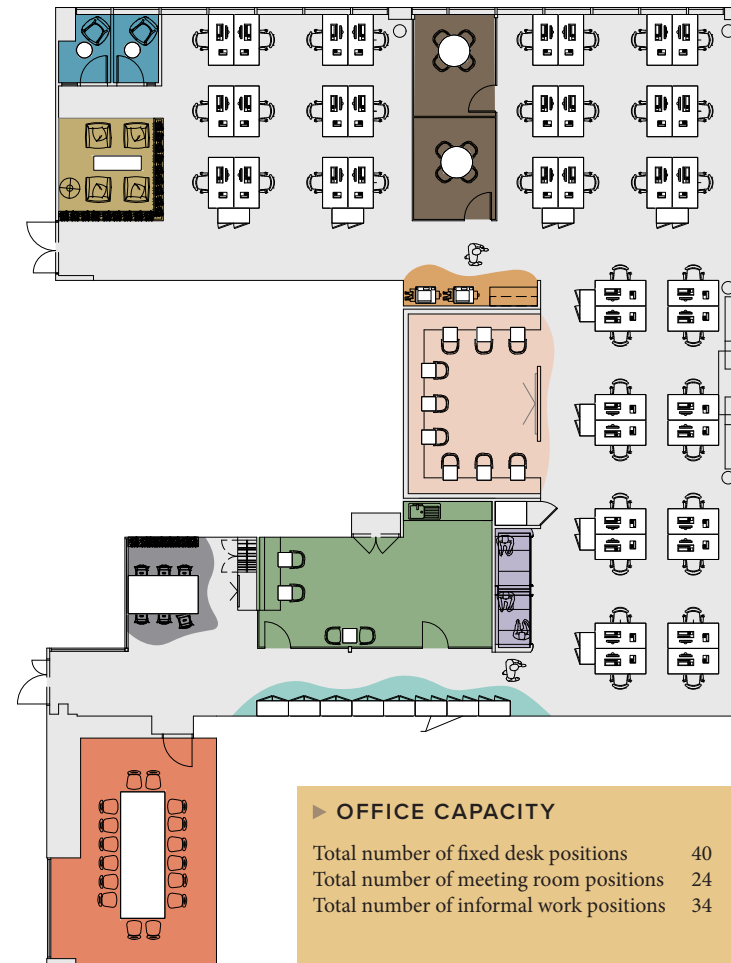 ▶ OFFICE CAPACITY
Total number of fixed desk positions 40
Total number of meeting room positions 24
Total number of informal work positions 34